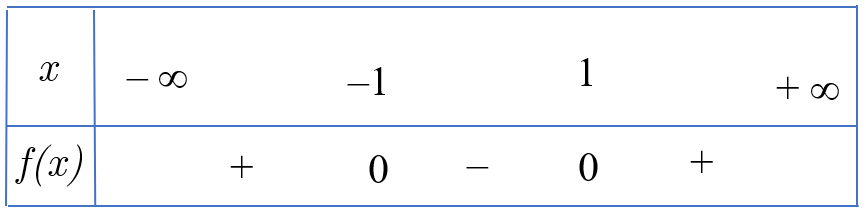 x −∞ −1 1 +∞
f(x) + 0 − 0 +